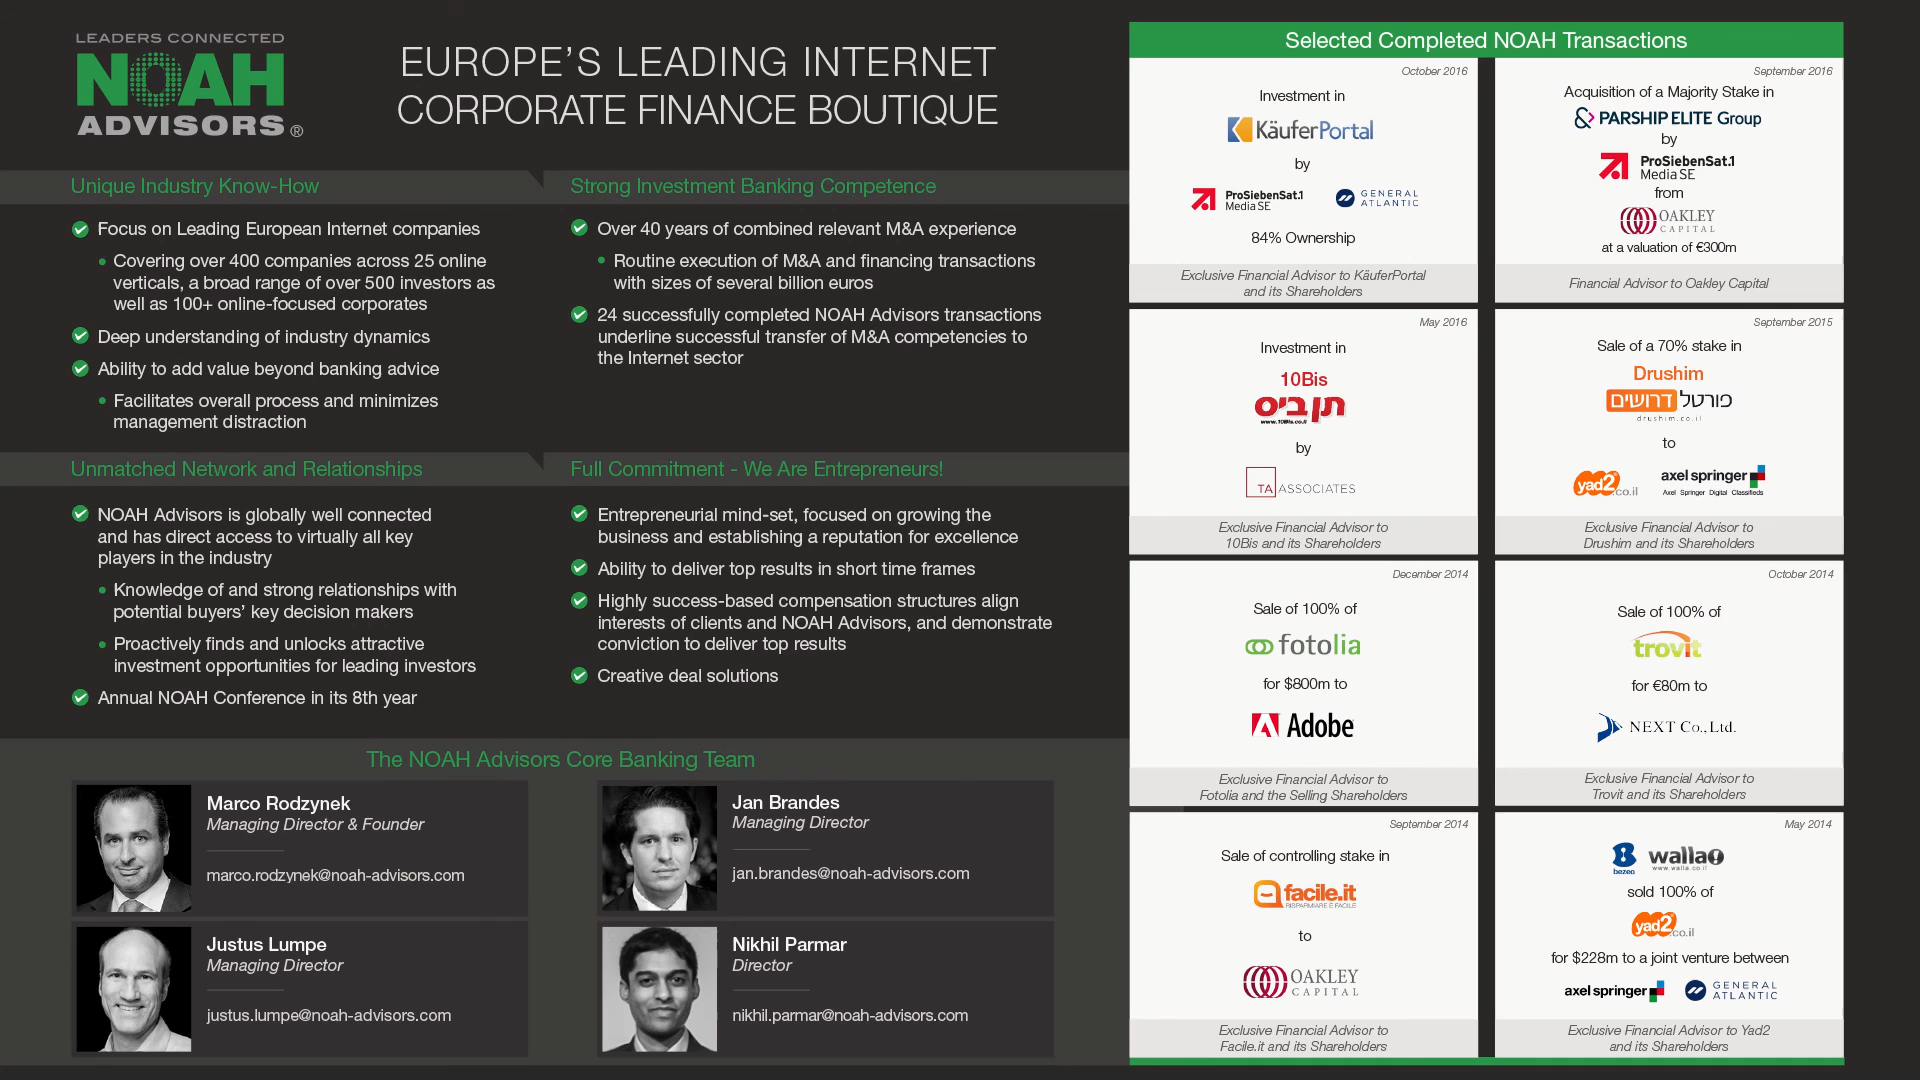 LEADERS CONNECTED
NOAH
ADVISORS ®
EUROPE'S LEADING INTERNET
CORPORATE FINANCE BOUTIQUE
Unique Industry Know-How
Focus on Leading European Internet companies
Covering over 400 companies across 25 online
verticals, a broad range of over 500 investors as
well as 100+ online-focused corporates
Deep understanding of industry dynamics
Ability to add value beyond banking advice
Facilitates overall process and minimizes
management distraction
Strong Investment Banking Competence
Over 40 years of combined relevant M&A experience
Routine execution of M&A and financing transactions
with sizes of several billion euros
24 successfully completed NOAH Advisors transactions
underline successful transfer of M&A competencies to
the Internet sector
Unmatched Network and Relationships
NOAH Advisors is globally well connected
and has direct access to virtually all key
players in the industry
Knowledge of and strong relationships with
potential buyers' key decision makers
Proactively finds and unlocks attractive
investment opportunities for leading investors
Annual NOAH Conference in its 8th year
Full Commitment - We Are Entrepreneurs!
Entrepreneurial mind-set, focused on growing the
business and establishing a reputation for excellence
Ability to deliver top results in short time frames
Highly success-based compensation structures align
interests of clients and NOAH Advisors, and demonstrate
conviction to deliver top results
Creative deal solutions
The NOAH Advisors Core Banking Team
Marco Rodzynek
Managing Director & Founder
marco.rodzynek@noah-advisors.com
Jan Brandes
Managing Director
jan.brandes@noah-advisors.com
Justus Lumpe
Managing Director
justus.lumpe@noah-advisors.com
Nikhil Parmar
Director
nikhil.parmar@noah-advisors.com
Selected Completed NOAH Transactions
October 2016
Investment in
KäuferPortal
by
ProSiebenSat.1
Media SE
GENERAL
ATLANTIC
84% Ownership
Exclusive Financial Advisor to KäuferPortal
and its Shareholders
September 2016
Acquisition of a Majority Stake in
PARSHIP ELITE Group
by
ProSiebenSat.1
Media SE
from
OAKLEY
CAPITAL
at a valuation of €300m
Financial Advisor to Oakley Capital
May 2016
Investment in
10Bis
תן ביס
www.10Bis.co.il
by
TA ASSOCIATES
Exclusive Financial Advisor to
10Bis and its Shareholders
September 2015
Sale of a 70% stake in
Drushim
פורטל דרושים
drushim.co.il
to
yad2.co.il
axel springer
Axel Springer Digital Classifieds
Exclusive Financial Advisor to
Drushim and its Shareholders
December 2014
Sale of 100% of
fotolia
for $800m to
Adobe
Exclusive Financial Advisor to
Fotolia and the Selling Shareholders
October 2014
Sale of 100% of
trovit
for €80m to
NEXT Co., Ltd.
Exclusive Financial Advisor to
Trovit and its Shareholders
September 2014
Sale of controlling stake in
facile.it
RISPARMIARE È FACILE
to
OAKLEY
CAPITAL
Exclusive Financial Advisor to
Facile.it and its Shareholders
May 2014
bezeq
walla!
www.walla.co.il
sold 100% of
yad2.co.il
for $228m to a joint venture between
axel springer
GENERAL
ATLANTIC
Exclusive Financial Advisor to Yad2
and its Shareholders